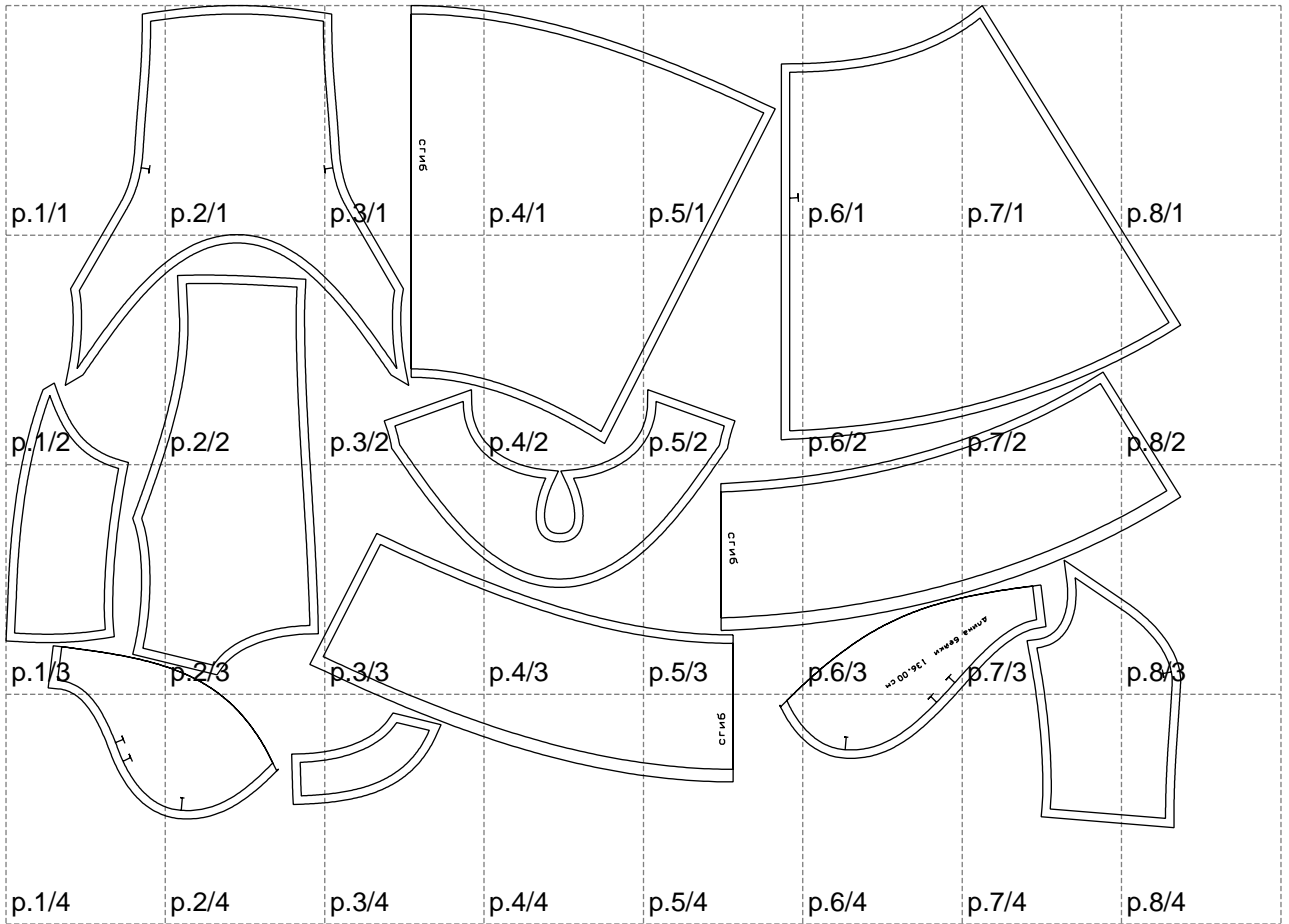 сгиб
p.1/1 p.2/1 p.3/1 p.4/1 p.5/1 p.6/1 p.7/1 p.8/1
p.1/2 p.2/2 p.3/2 p.4/2 p.5/2 p.6/2 p.7/2 p.8/2
сгиб
Длина бейки 136.00 см
p.1/3 p.2/3 p.3/3 p.4/3 p.5/3 p.6/3 p.7/3 p.8/3
сгиб
p.1/4 p.2/4 p.3/4 p.4/4 p.5/4 p.6/4 p.7/4 p.8/4